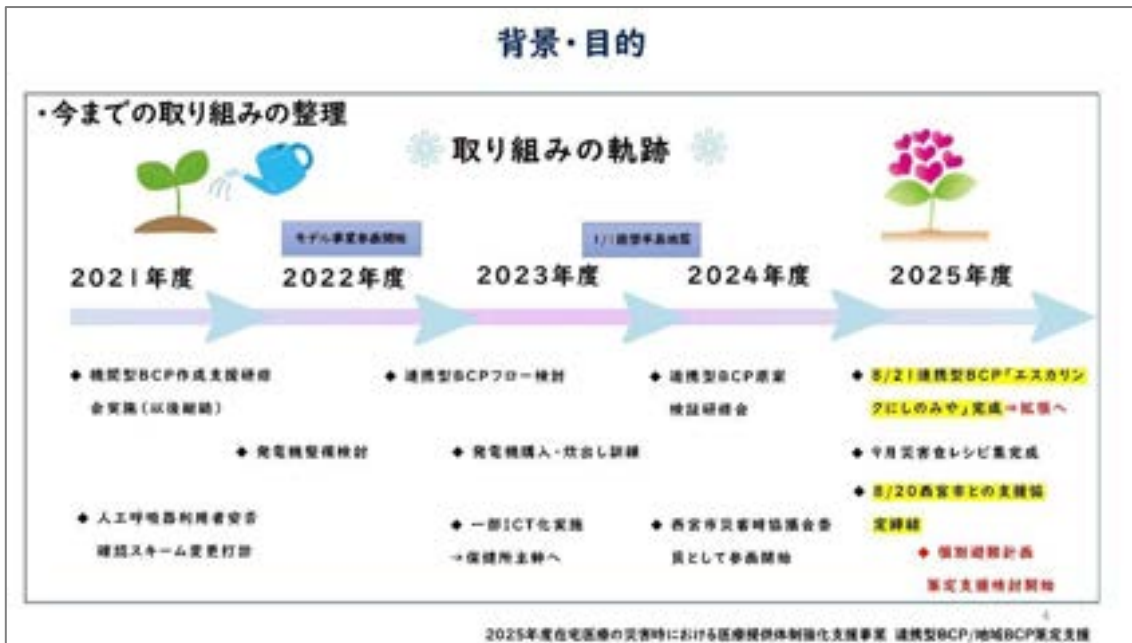 背景・目的
・今までの取り組みの整理
取り組みの軌跡
モデル事業参画開始
1/1能登半島地震
2021年度
2022年度
2023年度
2024年度
2025年度
◆ 機関型BCP作成支援研修
会実施(以後継続)
◆ 連携型BCPフロー検討
◆ 連携型BCP原案
検証研修会
◆ 8/21連携型BCP「エスカリン
クにしのみや」完成→拡張へ
◆ 発電機整備検討
◆ 発電機購入・炊出し訓練
◆ 9月災害食レシピ集完成
◆ 8/20西宮市との支援協
定締結
◆ 人工呼吸器利用者安否
確認スキーム変更打診
◆ 一部ICT化実施
→保健所主幹へ
◆ 西宮市災害時協議会委
員として参画開始
◆ 個別避難計画
策定支援検討開始
4
2025年度在宅医療の災害時における医療提供体制強化支援事業 連携型BCP/地域BCP策定支援